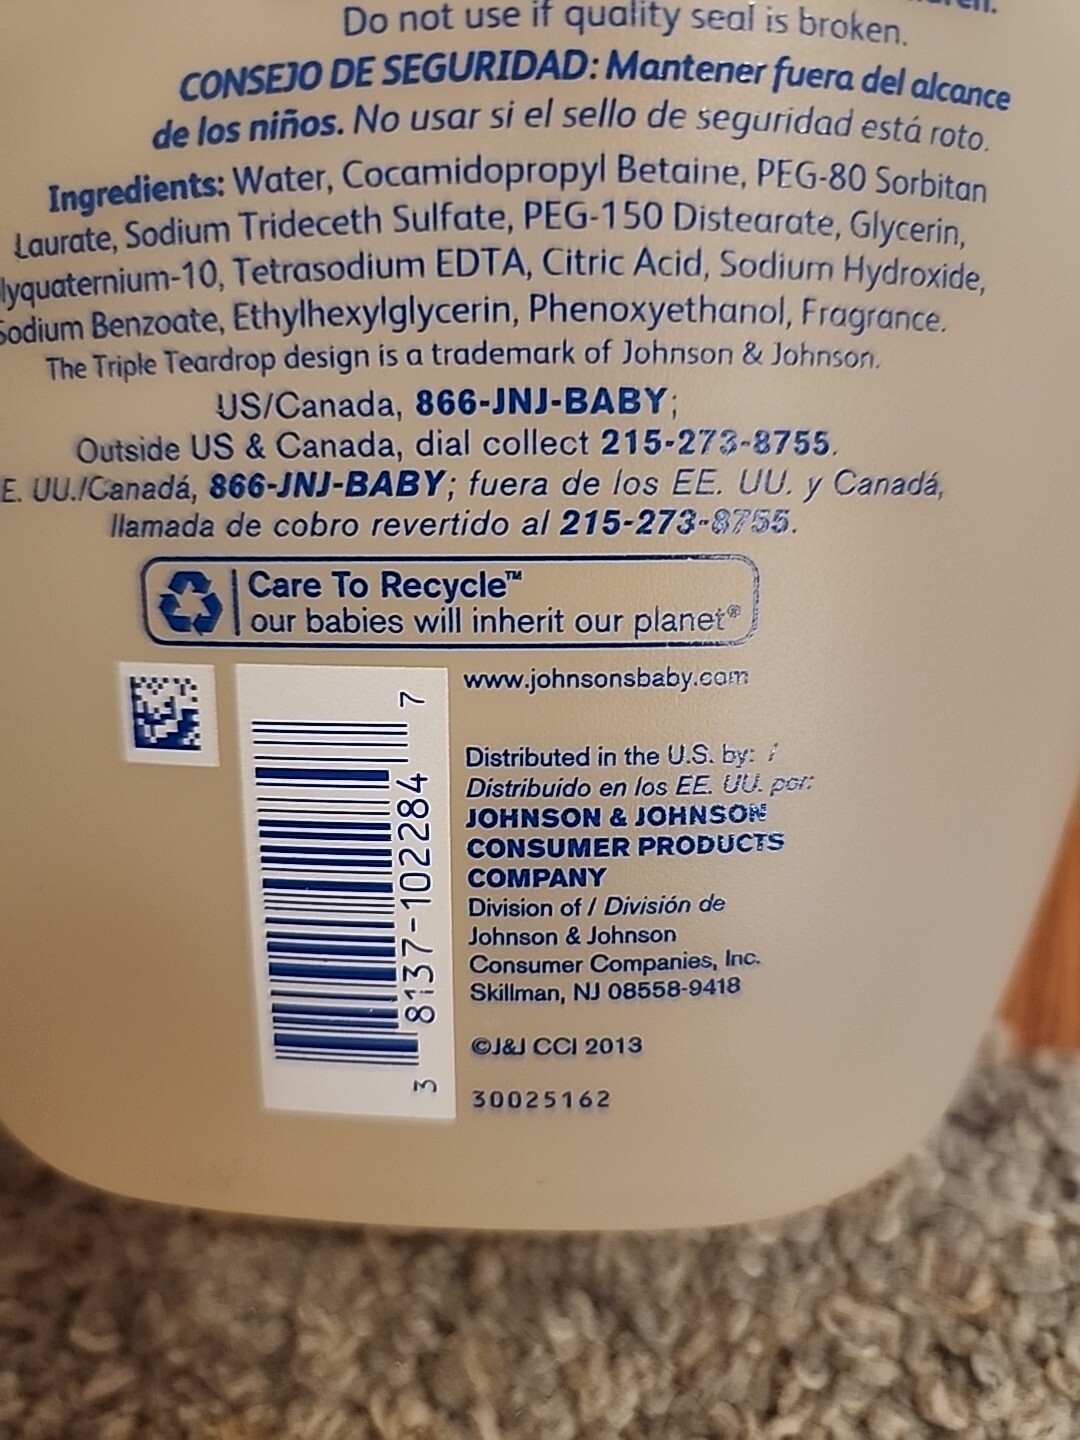 Do not use if quality seal is broken.
CONSEJO DE SEGURIDAD: Mantener fuera del alcance
de los niños. No usar si el sello de seguridad está roto.
Ingredients: Water, Cocamidopropyl Betaine, PEG-80 Sorbitan
Laurate, Sodium Trideceth Sulfate, PEG-150 Distearate, Glycerin,
lyquaternium-10, Tetrasodium EDTA, Citric Acid, Sodium Hydroxide,
Sodium Benzoate, Ethylhexylglycerin, Phenoxyethanol, Fragrance.
The Triple Teardrop design is a trademark of Johnson & Johnson.
US/Canada, 866-JNJ-BABY;
Outside US & Canada, dial collect 215-273-8755.
E. UU./Canadá, 866-JNJ-BABY; fuera de los EE. UU. y Canadá,
llamada de cobro revertido al 215-273-8755.
Care To Recycle™
our babies will inherit our planet®
www.johnsonsbaby.com
3 8137-102284 7
Distributed in the U.S. by: /
Distribuido en los EE. UU. por:
JOHNSON & JOHNSON
CONSUMER PRODUCTS
COMPANY
Division of / División de
Johnson & Johnson
Consumer Companies, Inc.
Skillman, NJ 08558-9418
©J&J CCI 2013
30025162